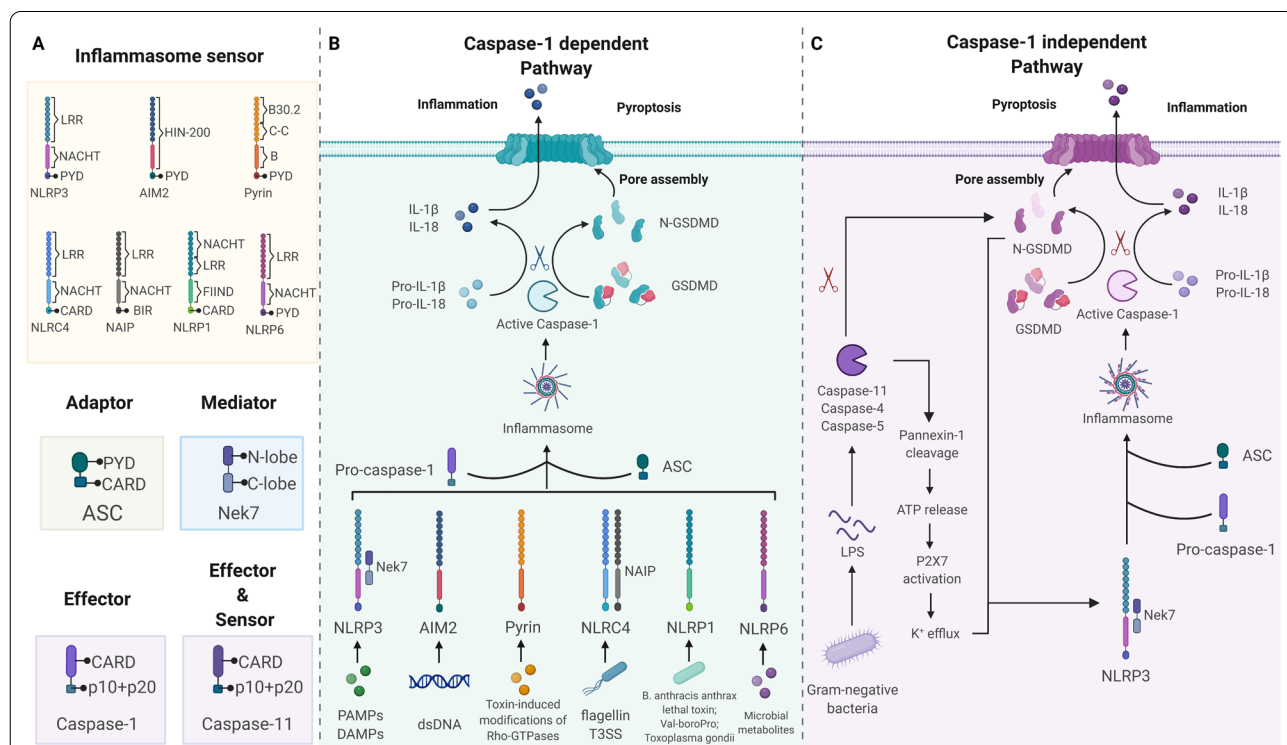 A
Inflammasome sensor
LRR
NACHT
PYD
NLRP3
HIN-200
PYD
AIM2
B30.2
C-C
B
PYD
Pyrin
LRR
NACHT
CARD
NLRC4
LRR
NACHT
BIR
NAIP
NACHT
LRR
FIIND
CARD
NLRP1
LRR
NACHT
PYD
NLRP6
Adaptor
PYD
CARD
ASC
Mediator
N-lobe
C-lobe
Nek7
Effector
CARD
p10+p20
Caspase-1
Effector
&
Sensor
CARD
p10+p20
Caspase-11
B
Caspase-1 dependent
Pathway
Inflammation
Pyroptosis
Pore assembly
IL-1β
IL-18
N-GSDMD
Pro-IL-1β
Pro-IL-18
GSDMD
Active Caspase-1
Inflammasome
Pro-caspase-1
ASC
Nek7
NAIP
NLRP3
AIM2
Pyrin
NLRC4
NLRP1
NLRP6
PAMPs
DAMPs
dsDNA
Toxin-induced
modifications of
Rho-GTPases
flagellin
T3SS
B. anthracis anthrax
lethal toxin;
Val-boroPro;
Toxoplasma gondii
Microbial
metabolites
C
Caspase-1 independent
Pathway
Pyroptosis
Inflammation
Pore assembly
IL-1β
IL-18
N-GSDMD
GSDMD
Pro-IL-1β
Pro-IL-18
Active Caspase-1
Inflammasome
Caspase-11
Caspase-4
Caspase-5
Pannexin-1
cleavage
ATP release
P2X7
activation
K⁺ efflux
LPS
Gram-negative
bacteria
ASC
Pro-caspase-1
Nek7
NLRP3